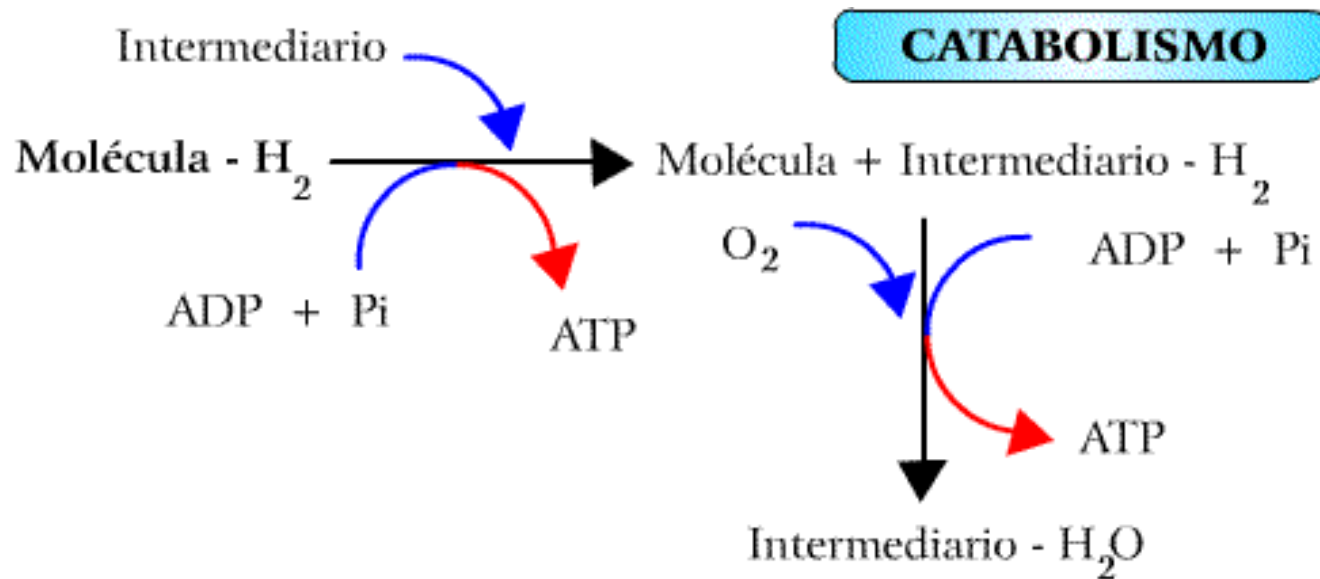 CATABOLISMO
Intermediario
Molécula - H₂
Molécula + Intermediario - H₂
O₂
ADP + Pi
ADP + Pi
ATP
ATP
Intermediario - H₂O